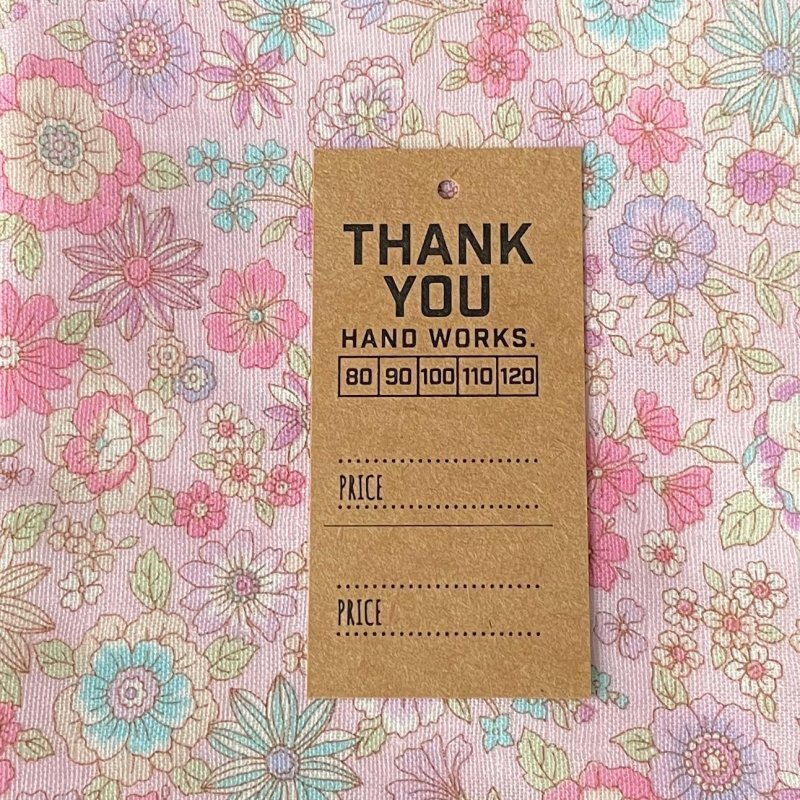 THANK
YOU
HAND WORKS.
80 90 100 110 120
PRICE
PRICE